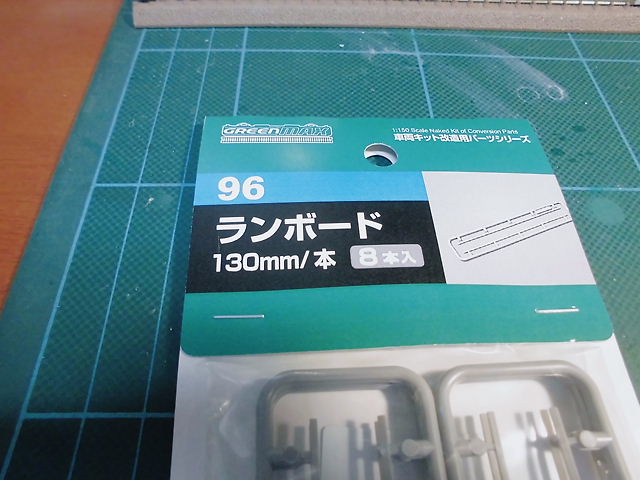 GREENMAX
1:150 Scale Naked Kit of Conversion Parts
車両キット改造用パーツシリーズ
96
ランボード
130mm/本 8本入